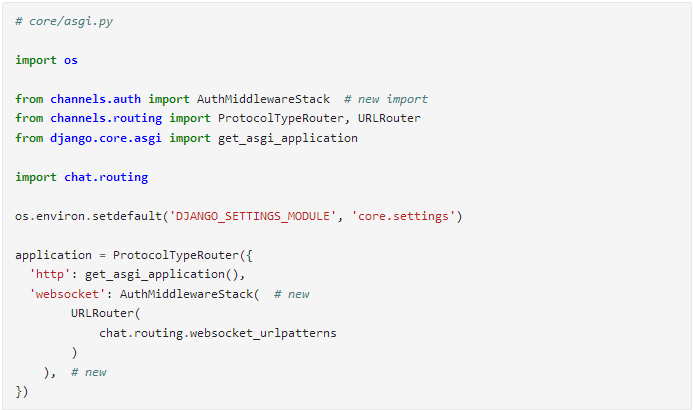 # core/asgi.py
import os
from channels.auth import AuthMiddlewareStack  # new import
from channels.routing import ProtocolTypeRouter, URLRouter
from django.core.asgi import get_asgi_application
import chat.routing
os.environ.setdefault('DJANGO_SETTINGS_MODULE', 'core.settings')
application = ProtocolTypeRouter({
  'http': get_asgi_application(),
  'websocket': AuthMiddlewareStack(  # new
        URLRouter(
            chat.routing.websocket_urlpatterns
        )
    ),  # new
})